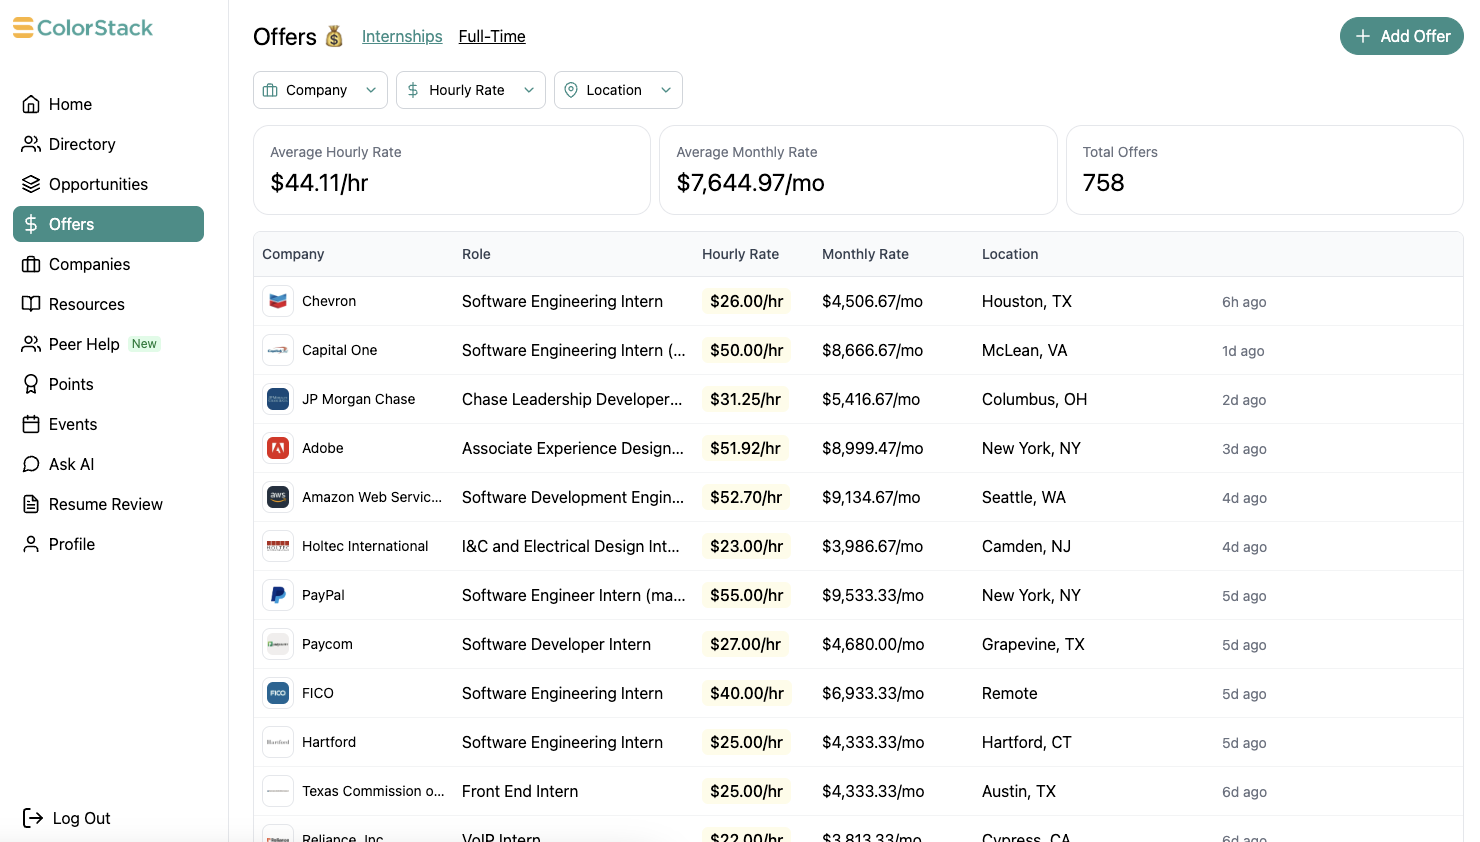 ColorStack
Home
Directory
Opportunities
Offers
Companies
Resources
Peer Help New
Points
Events
Ask AI
Resume Review
Profile
Log Out
Offers 💰 Internships Full-Time
+ Add Offer
Company Hourly Rate Location
Average Hourly Rate
$44.11/hr
Average Monthly Rate
$7,644.97/mo
Total Offers
758
Company Role Hourly Rate Monthly Rate Location
Chevron Software Engineering Intern $26.00/hr $4,506.67/mo Houston, TX 6h ago
Capital One Software Engineering Intern (... $50.00/hr $8,666.67/mo McLean, VA 1d ago
JP Morgan Chase Chase Leadership Developer... $31.25/hr $5,416.67/mo Columbus, OH 2d ago
Adobe Associate Experience Design... $51.92/hr $8,999.47/mo New York, NY 3d ago
aws Amazon Web Servic... Software Development Engin... $52.70/hr $9,134.67/mo Seattle, WA 4d ago
Holtec International I&C and Electrical Design Int... $23.00/hr $3,986.67/mo Camden, NJ 4d ago
PayPal Software Engineer Intern (ma... $55.00/hr $9,533.33/mo New York, NY 5d ago
Paycom Software Developer Intern $27.00/hr $4,680.00/mo Grapevine, TX 5d ago
FICO FICO Software Engineering Intern $40.00/hr $6,933.33/mo Remote 5d ago
Hartford Hartford Software Engineering Intern $25.00/hr $4,333.33/mo Hartford, CT 5d ago
Texas Commission o... Front End Intern $25.00/hr $4,333.33/mo Austin, TX 6d ago
Reliance, Inc. VoIP Intern $22.00/hr $3,813.33/mo Cypress, CA 6d ago